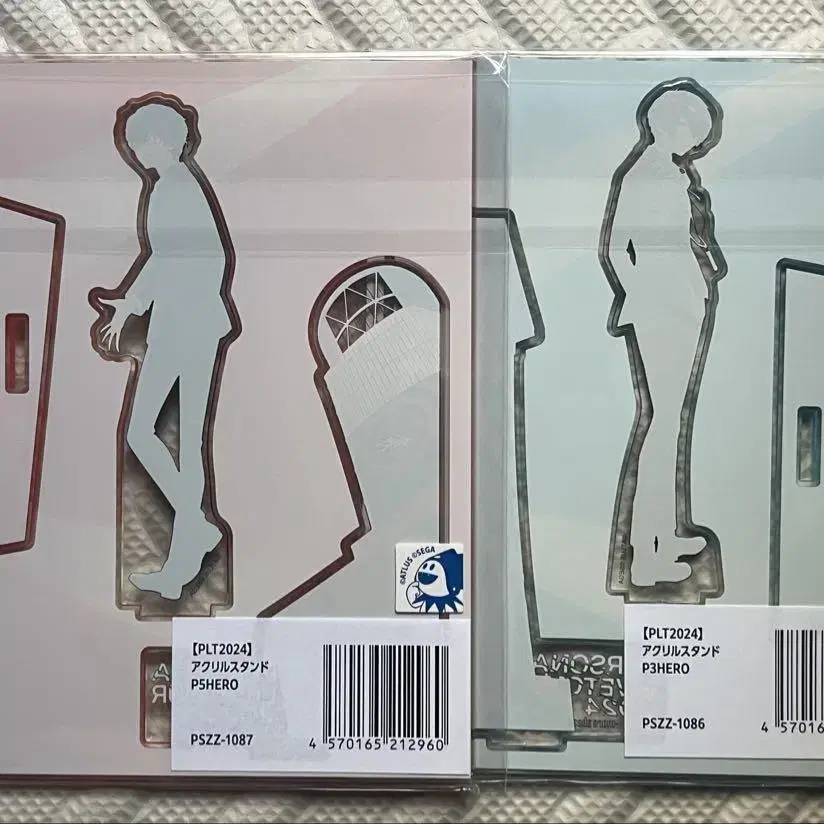 ©ATLUS ©SEGA
【PLT2024】
アクリルスタンド
P5HERO
PSZZ-1087
4 570165 212960
【PLT2024】
アクリルスタンド
P3HERO
PSZZ-1086
4 57016